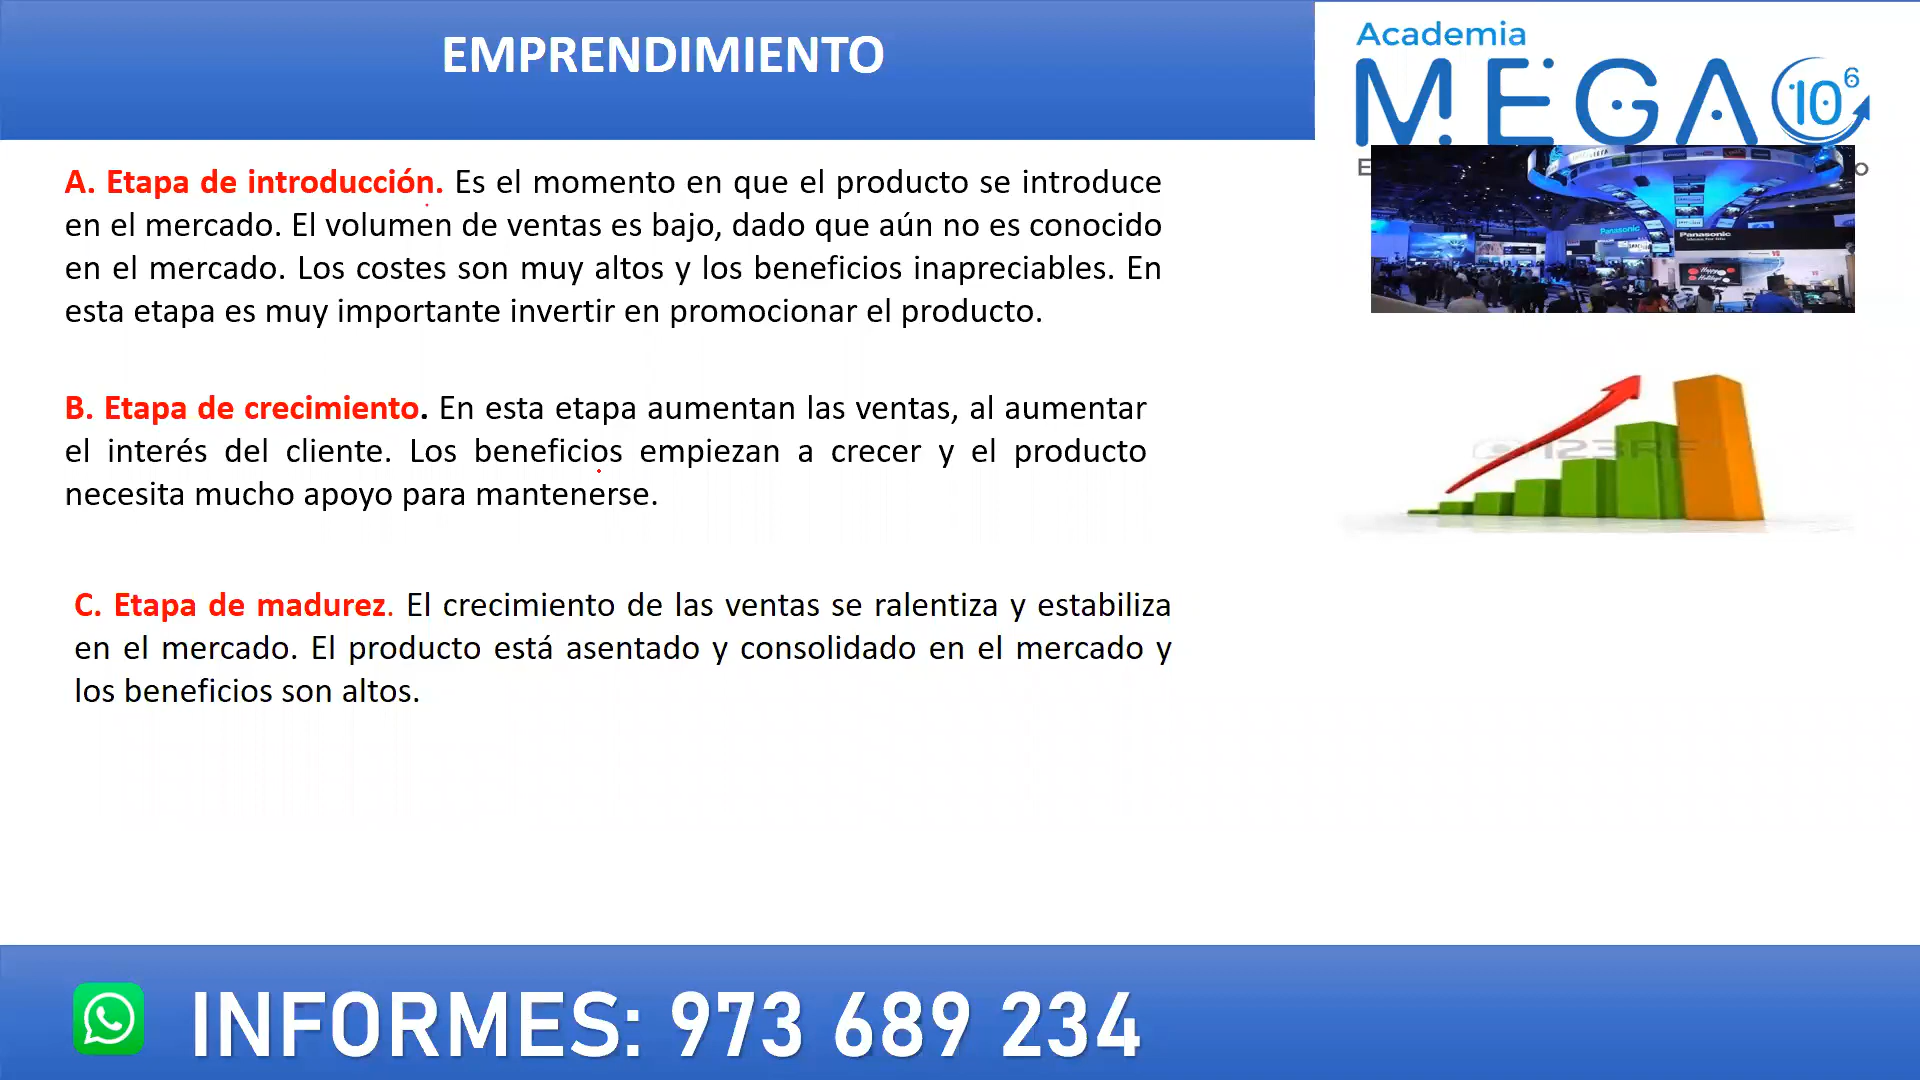 EMPRENDIMIENTO
Academia
MEGA 10⁶
A. Etapa de introducción. Es el momento en que el producto se introduce
en el mercado. El volumen de ventas es bajo, dado que aún no es conocido
en el mercado. Los costes son muy altos y los beneficios inapreciables. En
esta etapa es muy importante invertir en promocionar el producto.
Panasonic
Panasonic
B. Etapa de crecimiento. En esta etapa aumentan las ventas, al aumentar
el interés del cliente. Los beneficios empiezan a crecer y el producto
necesita mucho apoyo para mantenerse.
123RF
C. Etapa de madurez. El crecimiento de las ventas se ralentiza y estabiliza
en el mercado. El producto está asentado y consolidado en el mercado y
los beneficios son altos.
INFORMES: 973 689 234